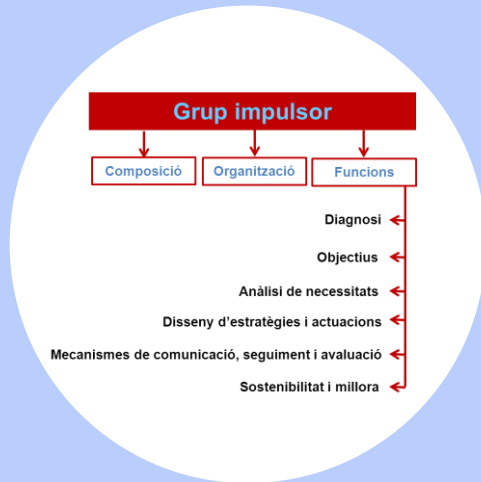 Grup impulsor
Composició
Organització
Funcions
Diagnosi
Objectius
Anàlisi de necessitats
Disseny d'estratègies i actuacions
Mecanismes de comunicació, seguiment i avaluació
Sostenibilitat i millora